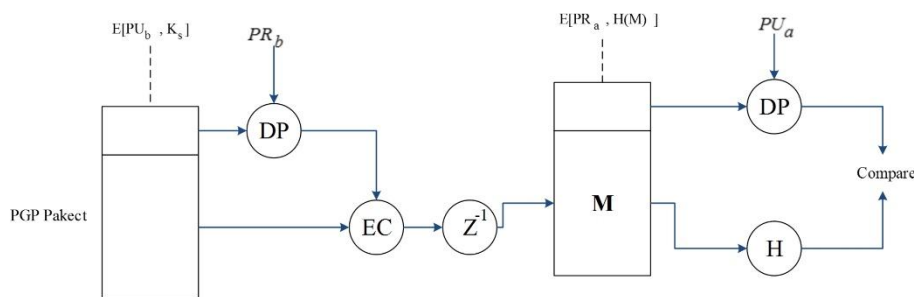 E[PU_b , K_s]
PR_b
DP
PGP Pakect
EC
Z^-1
E[PR_a , H(M) ]
PU_a
DP
M
Compare
H